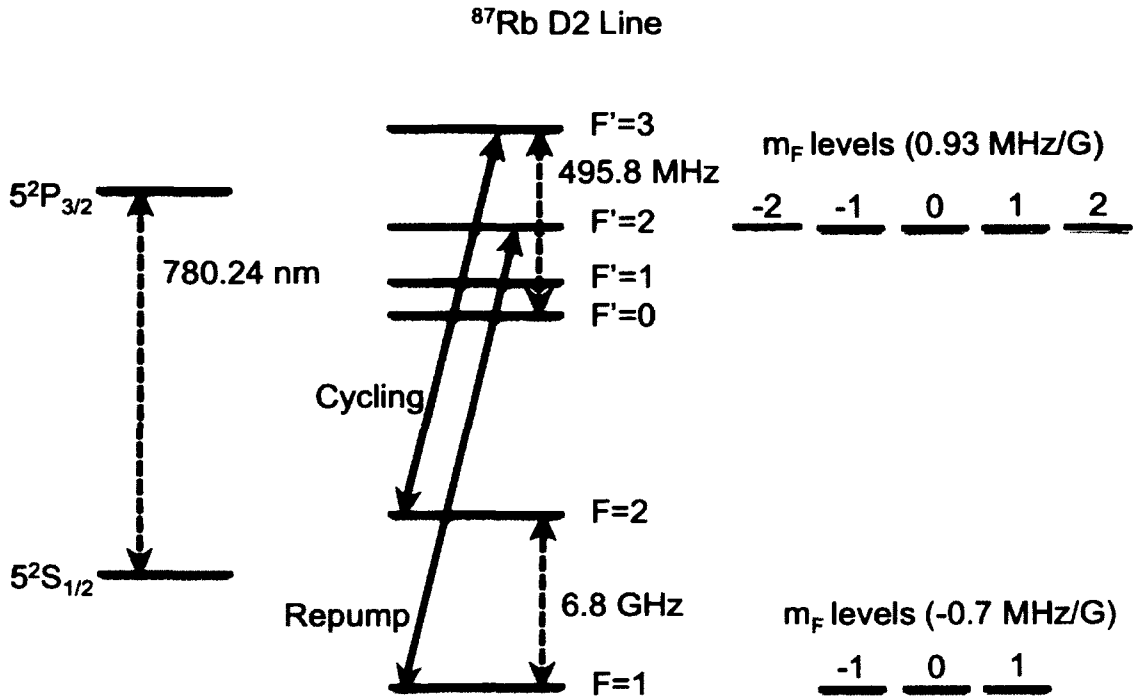 ⁸⁷Rb D2 Line
F'=3
m_F levels (0.93 MHz/G)
495.8 MHz
5²P₃/₂
-2 -1 0 1 2
F'=2
780.24 nm
F'=1
F'=0
Cycling
F=2
5²S₁/₂
6.8 GHz
Repump
m_F levels (-0.7 MHz/G)
-1 0 1
F=1